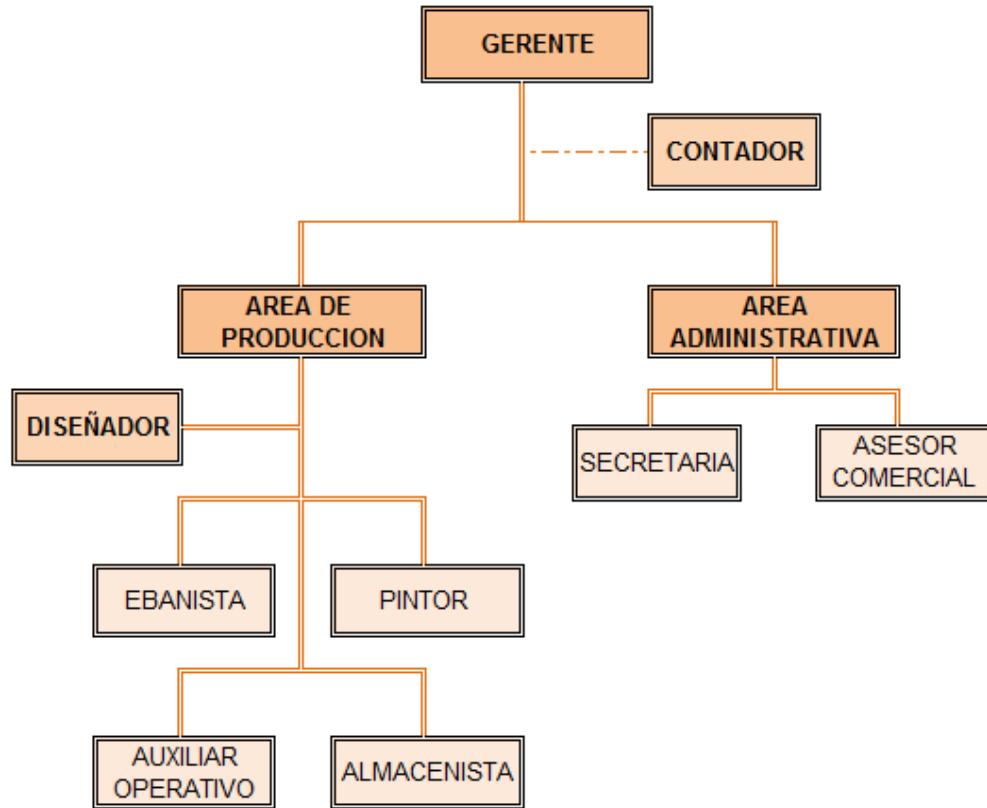 GERENTE
CONTADOR
AREA DE
PRODUCCION
AREA
ADMINISTRATIVA
DISEÑADOR
SECRETARIA
ASESOR
COMERCIAL
EBANISTA
PINTOR
AUXILIAR
OPERATIVO
ALMACENISTA